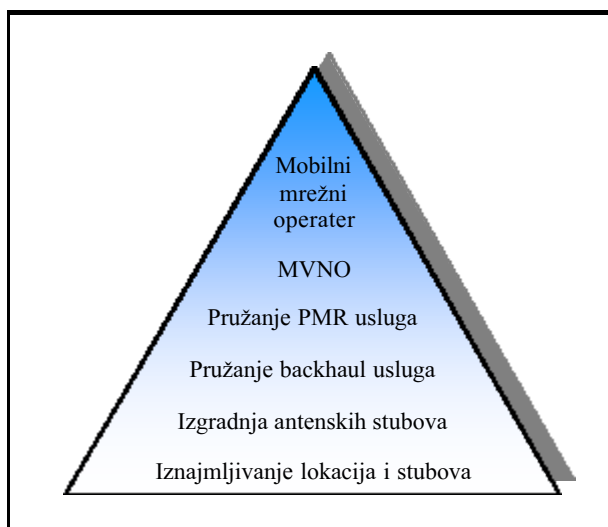 Mobilni
mrežni
operater
MVNO
Pružanje PMR usluga
Pružanje backhaul usluga
Izgradnja antenskih stubova
Iznajmljivanje lokacija i stubova